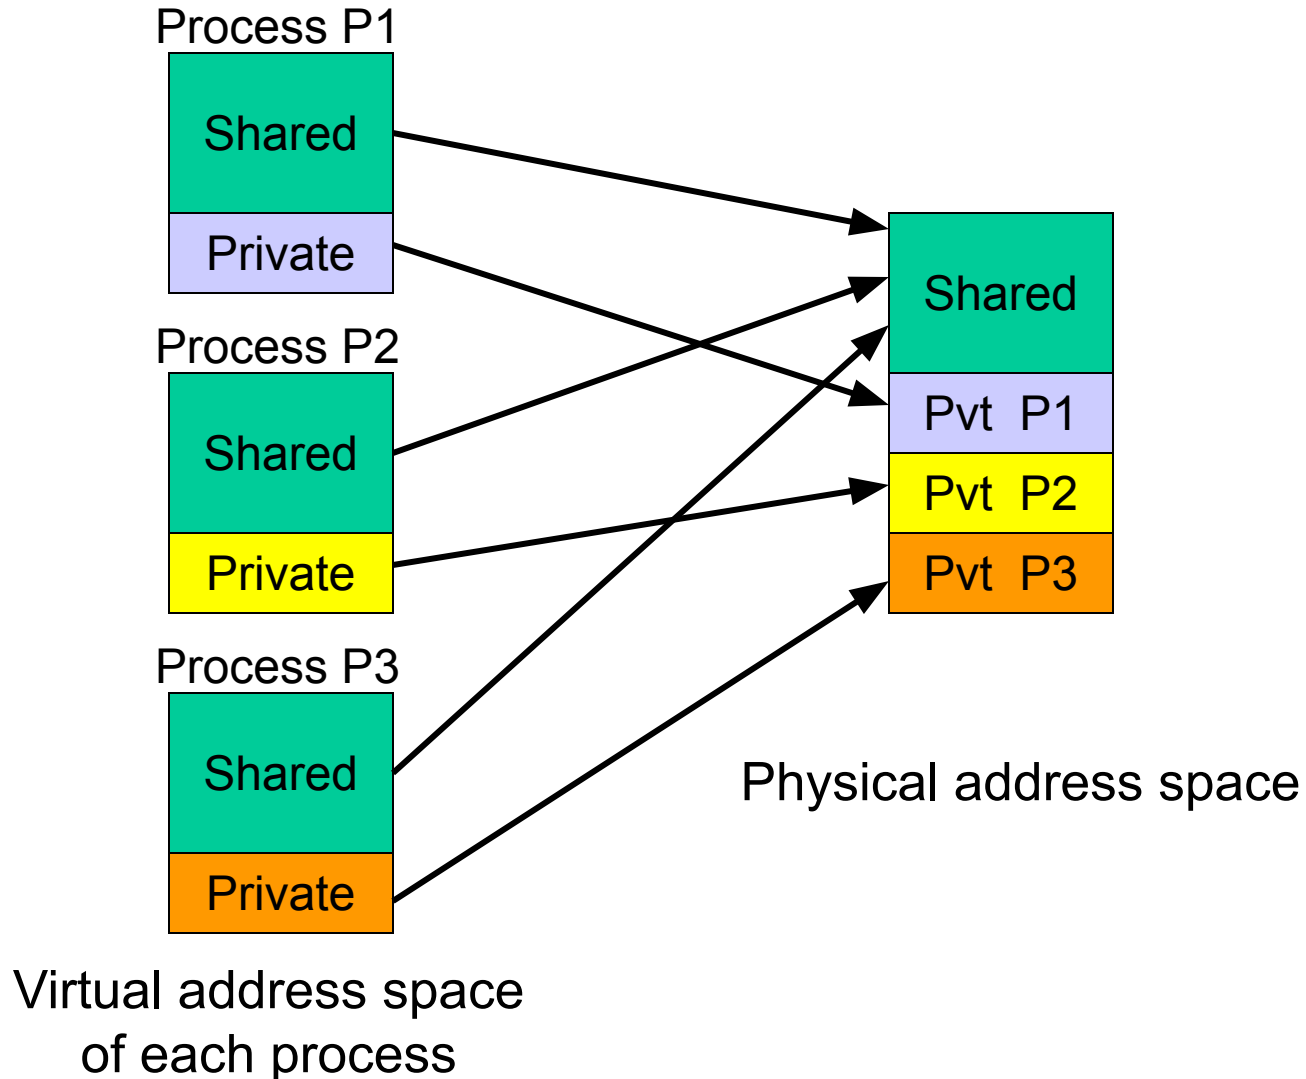 Process P1
Shared
Private
Process P2
Shared
Private
Process P3
Shared
Private
Virtual address space
of each process
Shared
Pvt P1
Pvt P2
Pvt P3
Physical address space